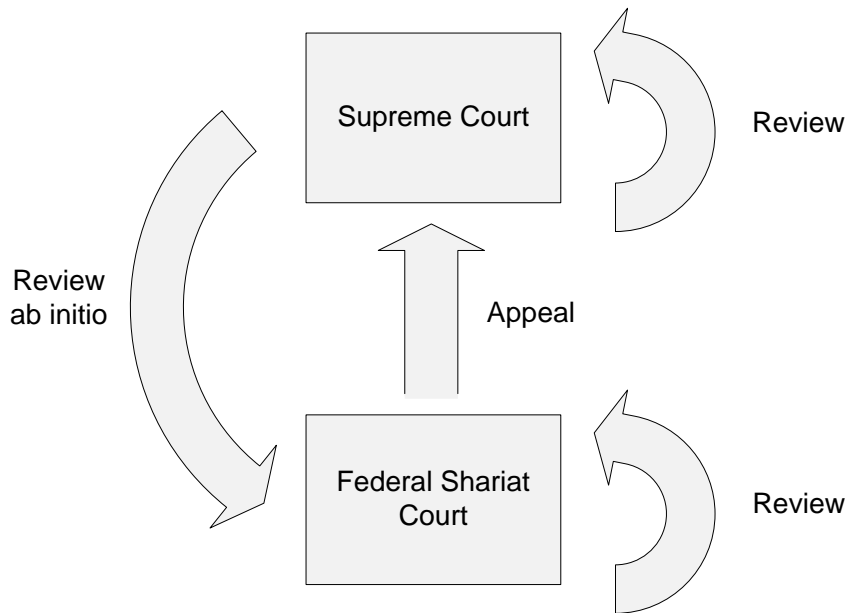 Supreme Court
Review
Review
ab initio
Appeal
Federal Shariat
Court
Review